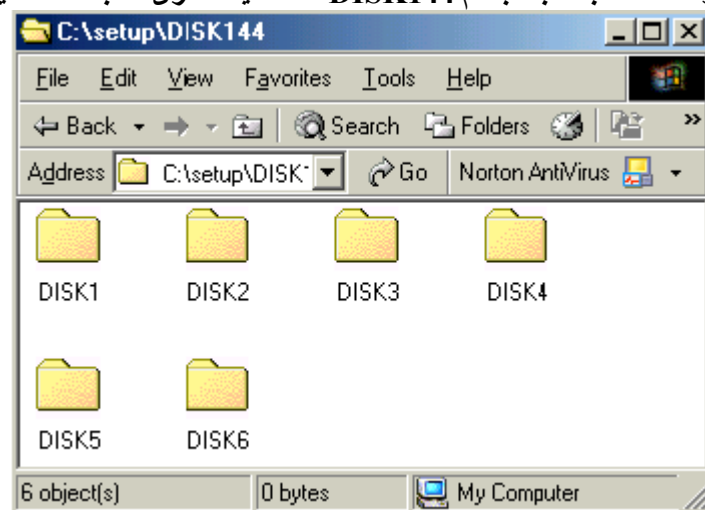 DISK144
C:\setup\DISK144
File Edit View Favorites Tools Help
Back Search Folders »
Address C:\setup\DISK Go Norton AntiVirus
DISK1 DISK2 DISK3 DISK4
DISK5 DISK6
6 object(s) 0 bytes My Computer